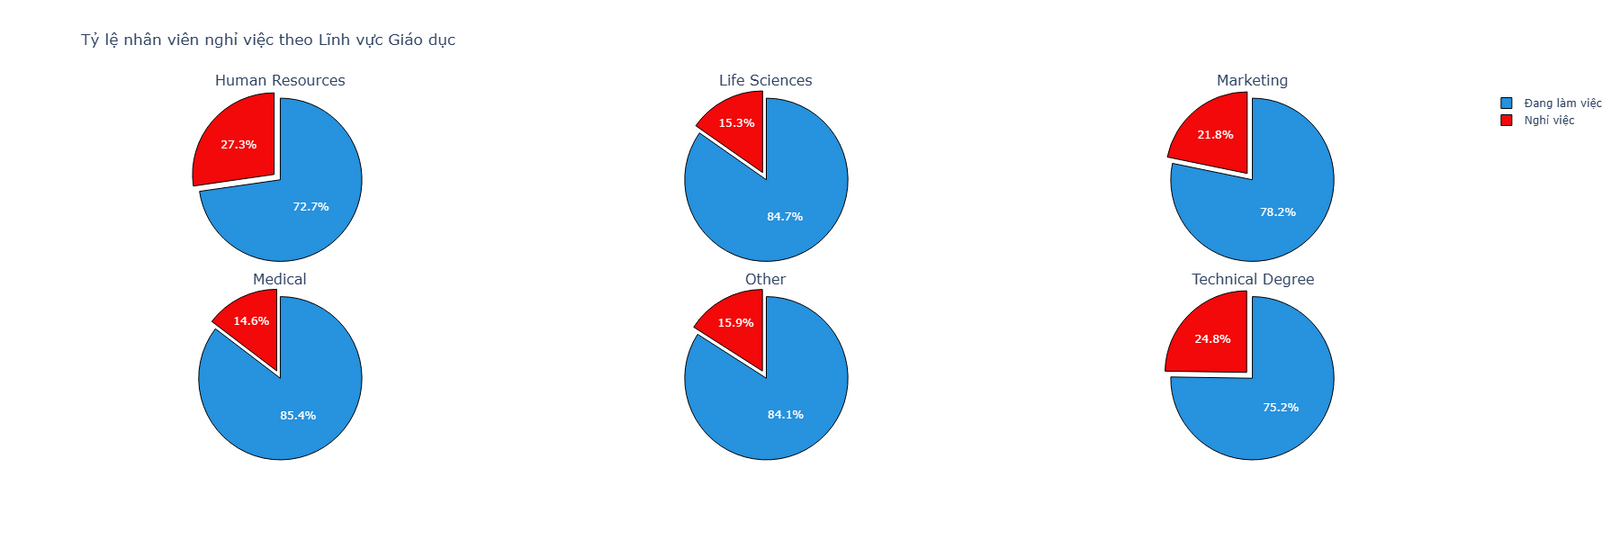 Tỷ lệ nhân viên nghỉ việc theo Lĩnh vực Giáo dục
Human Resources
Life Sciences
Marketing
Đang làm việc
Nghỉ việc
27.3%
72.7%
15.3%
84.7%
21.8%
78.2%
Medical
Other
Technical Degree
14.6%
85.4%
15.9%
84.1%
24.8%
75.2%